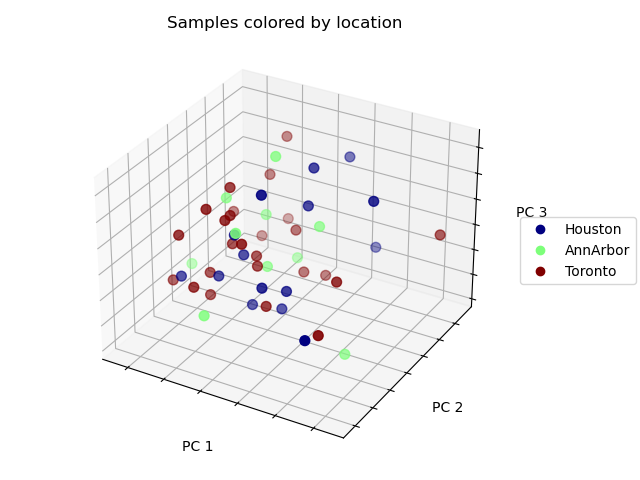 Samples colored by location
PC 3
Houston
AnnArbor
Toronto
PC 2
PC 1